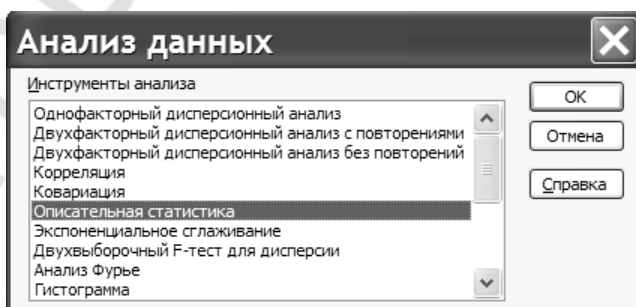 Анализ данных
Инструменты анализа
Однофакторный дисперсионный анализ
Двухфакторный дисперсионный анализ с повторениями
Двухфакторный дисперсионный анализ без повторений
Корреляция
Ковариация
Описательная статистика
Экспоненциальное сглаживание
Двухвыборочный F-тест для дисперсии
Анализ Фурье
Гистограмма
ОК
Отмена
Справка